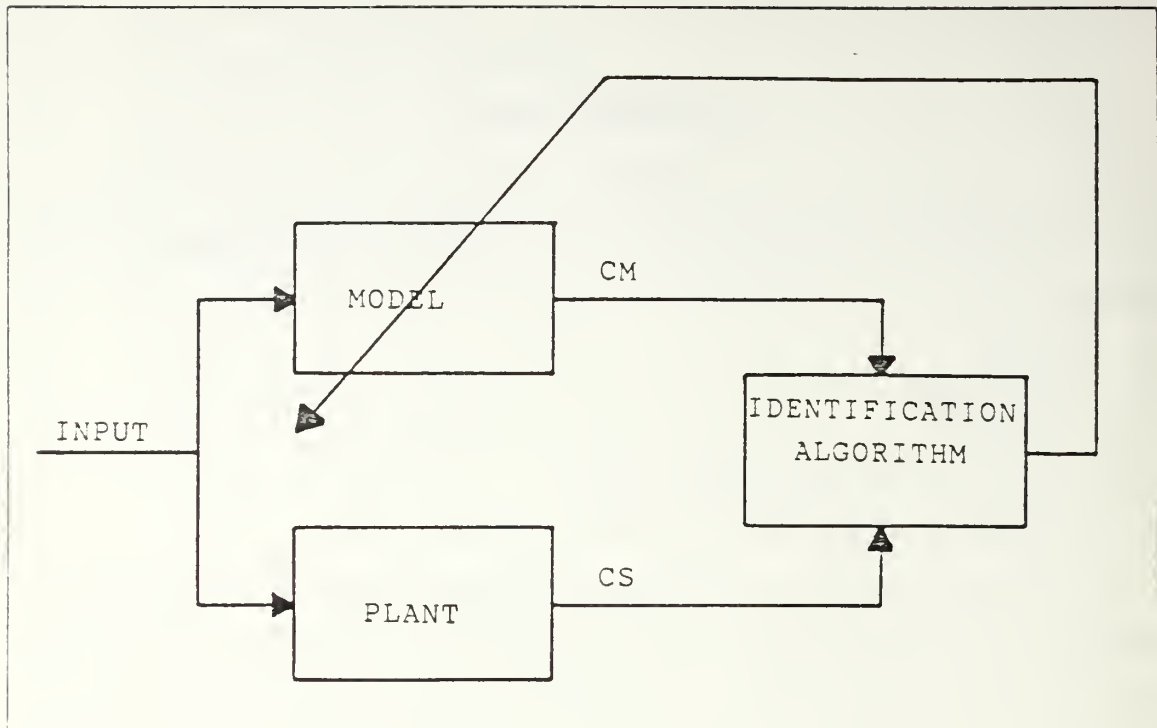 MODEL
CM
INPUT
IDENTIFICATION
ALGORITHM
PLANT
CS